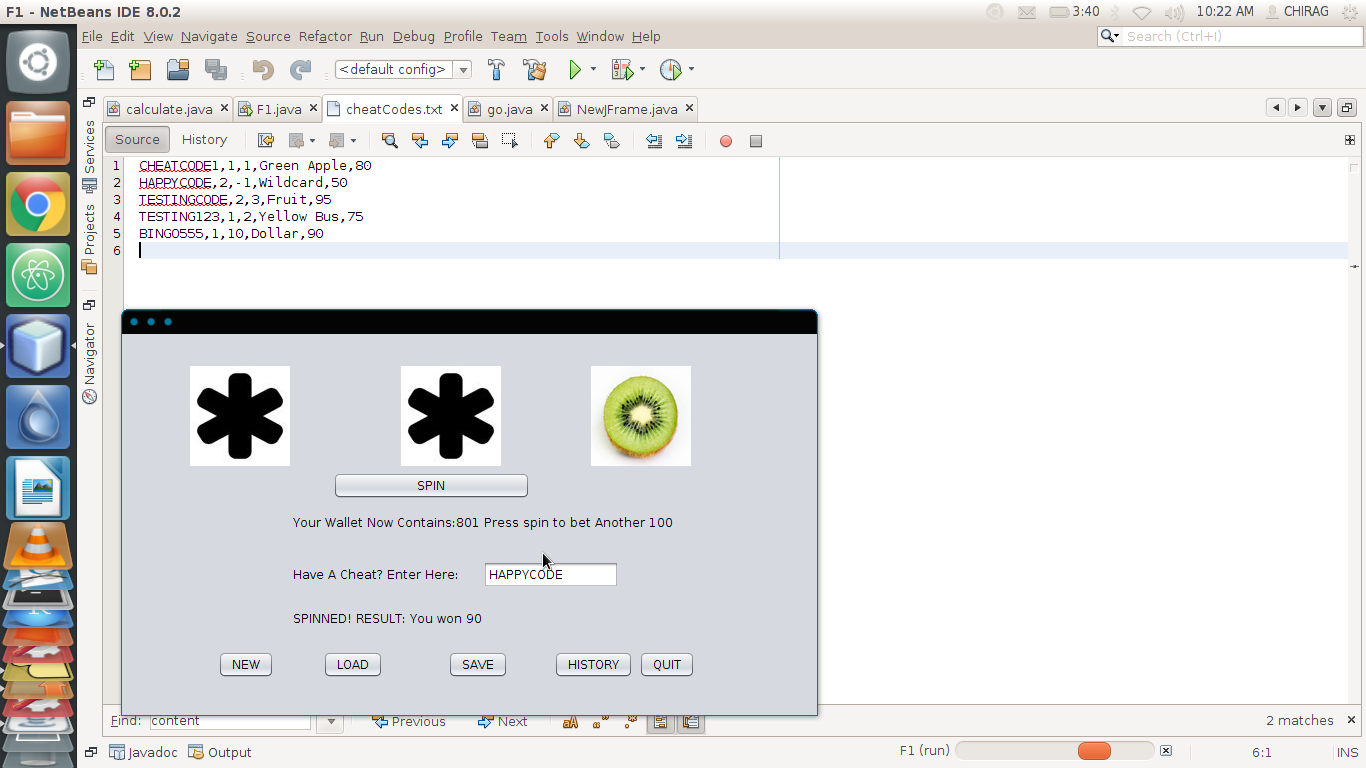 F1 - NetBeans IDE 8.0.2
3:40
10:22 AM
CHIRAG
File Edit View Navigate Source Refactor Run Debug Profile Team Tools Window Help
Search (Ctrl+I)
<default config>
calculate.java
F1.java
cheatCodes.txt
go.java
NewJFrame.java
Services
Projects
Navigator
Source
History
1 CHEATCODE1,1,1,Green Apple,80
2 HAPPYCODE,2,-1,Wildcard,50
3 TESTINGCODE,2,3,Fruit,95
4 TESTING123,1,2,Yellow Bus,75
5 BINGO555,1,10,Dollar,90
6
SPIN
Your Wallet Now Contains:801 Press spin to bet Another 100
Have A Cheat? Enter Here: HAPPYCODE
SPINNED! RESULT: You won 90
NEW LOAD SAVE HISTORY QUIT
Find: content Previous Next aA 2 matches
Javadoc Output F1 (run) 6:1 INS